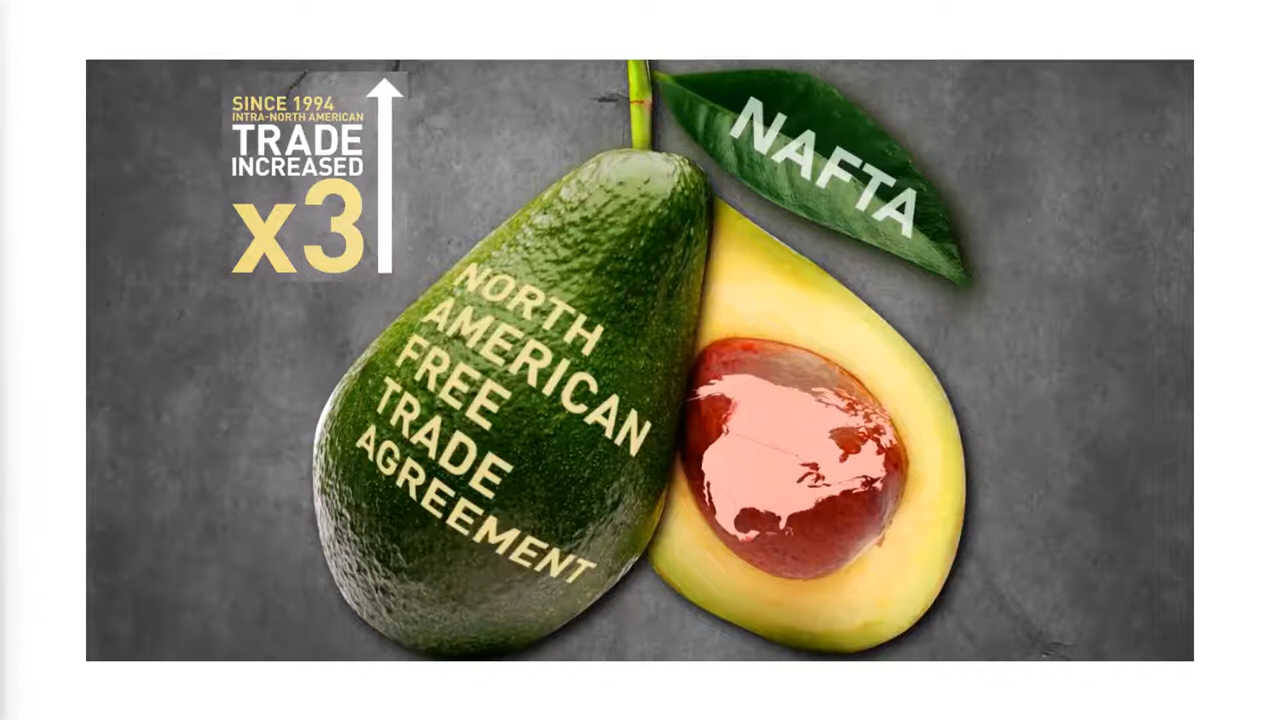 SINCE 1994
INTRA-NORTH AMERICAN
TRADE
INCREASED
x3
NAFTA
NORTH
AMERICAN
FREE
TRADE
AGREEMENT